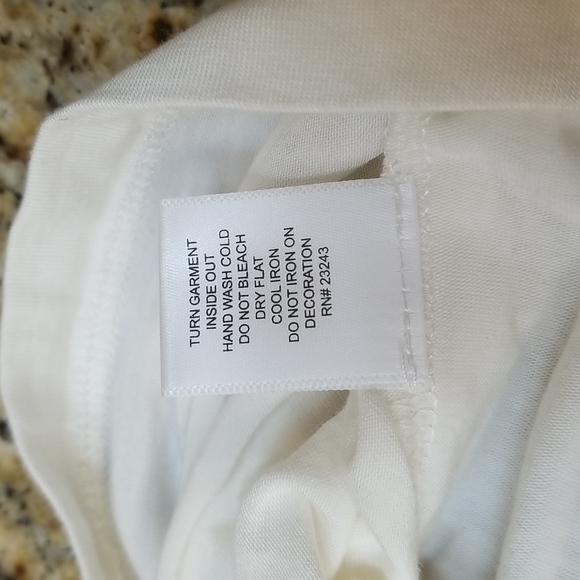 TURN GARMENT
INSIDE OUT
HAND WASH COLD
DO NOT BLEACH
DRY FLAT
COOL IRON
DO NOT IRON ON
DECORATION
RN# 23243